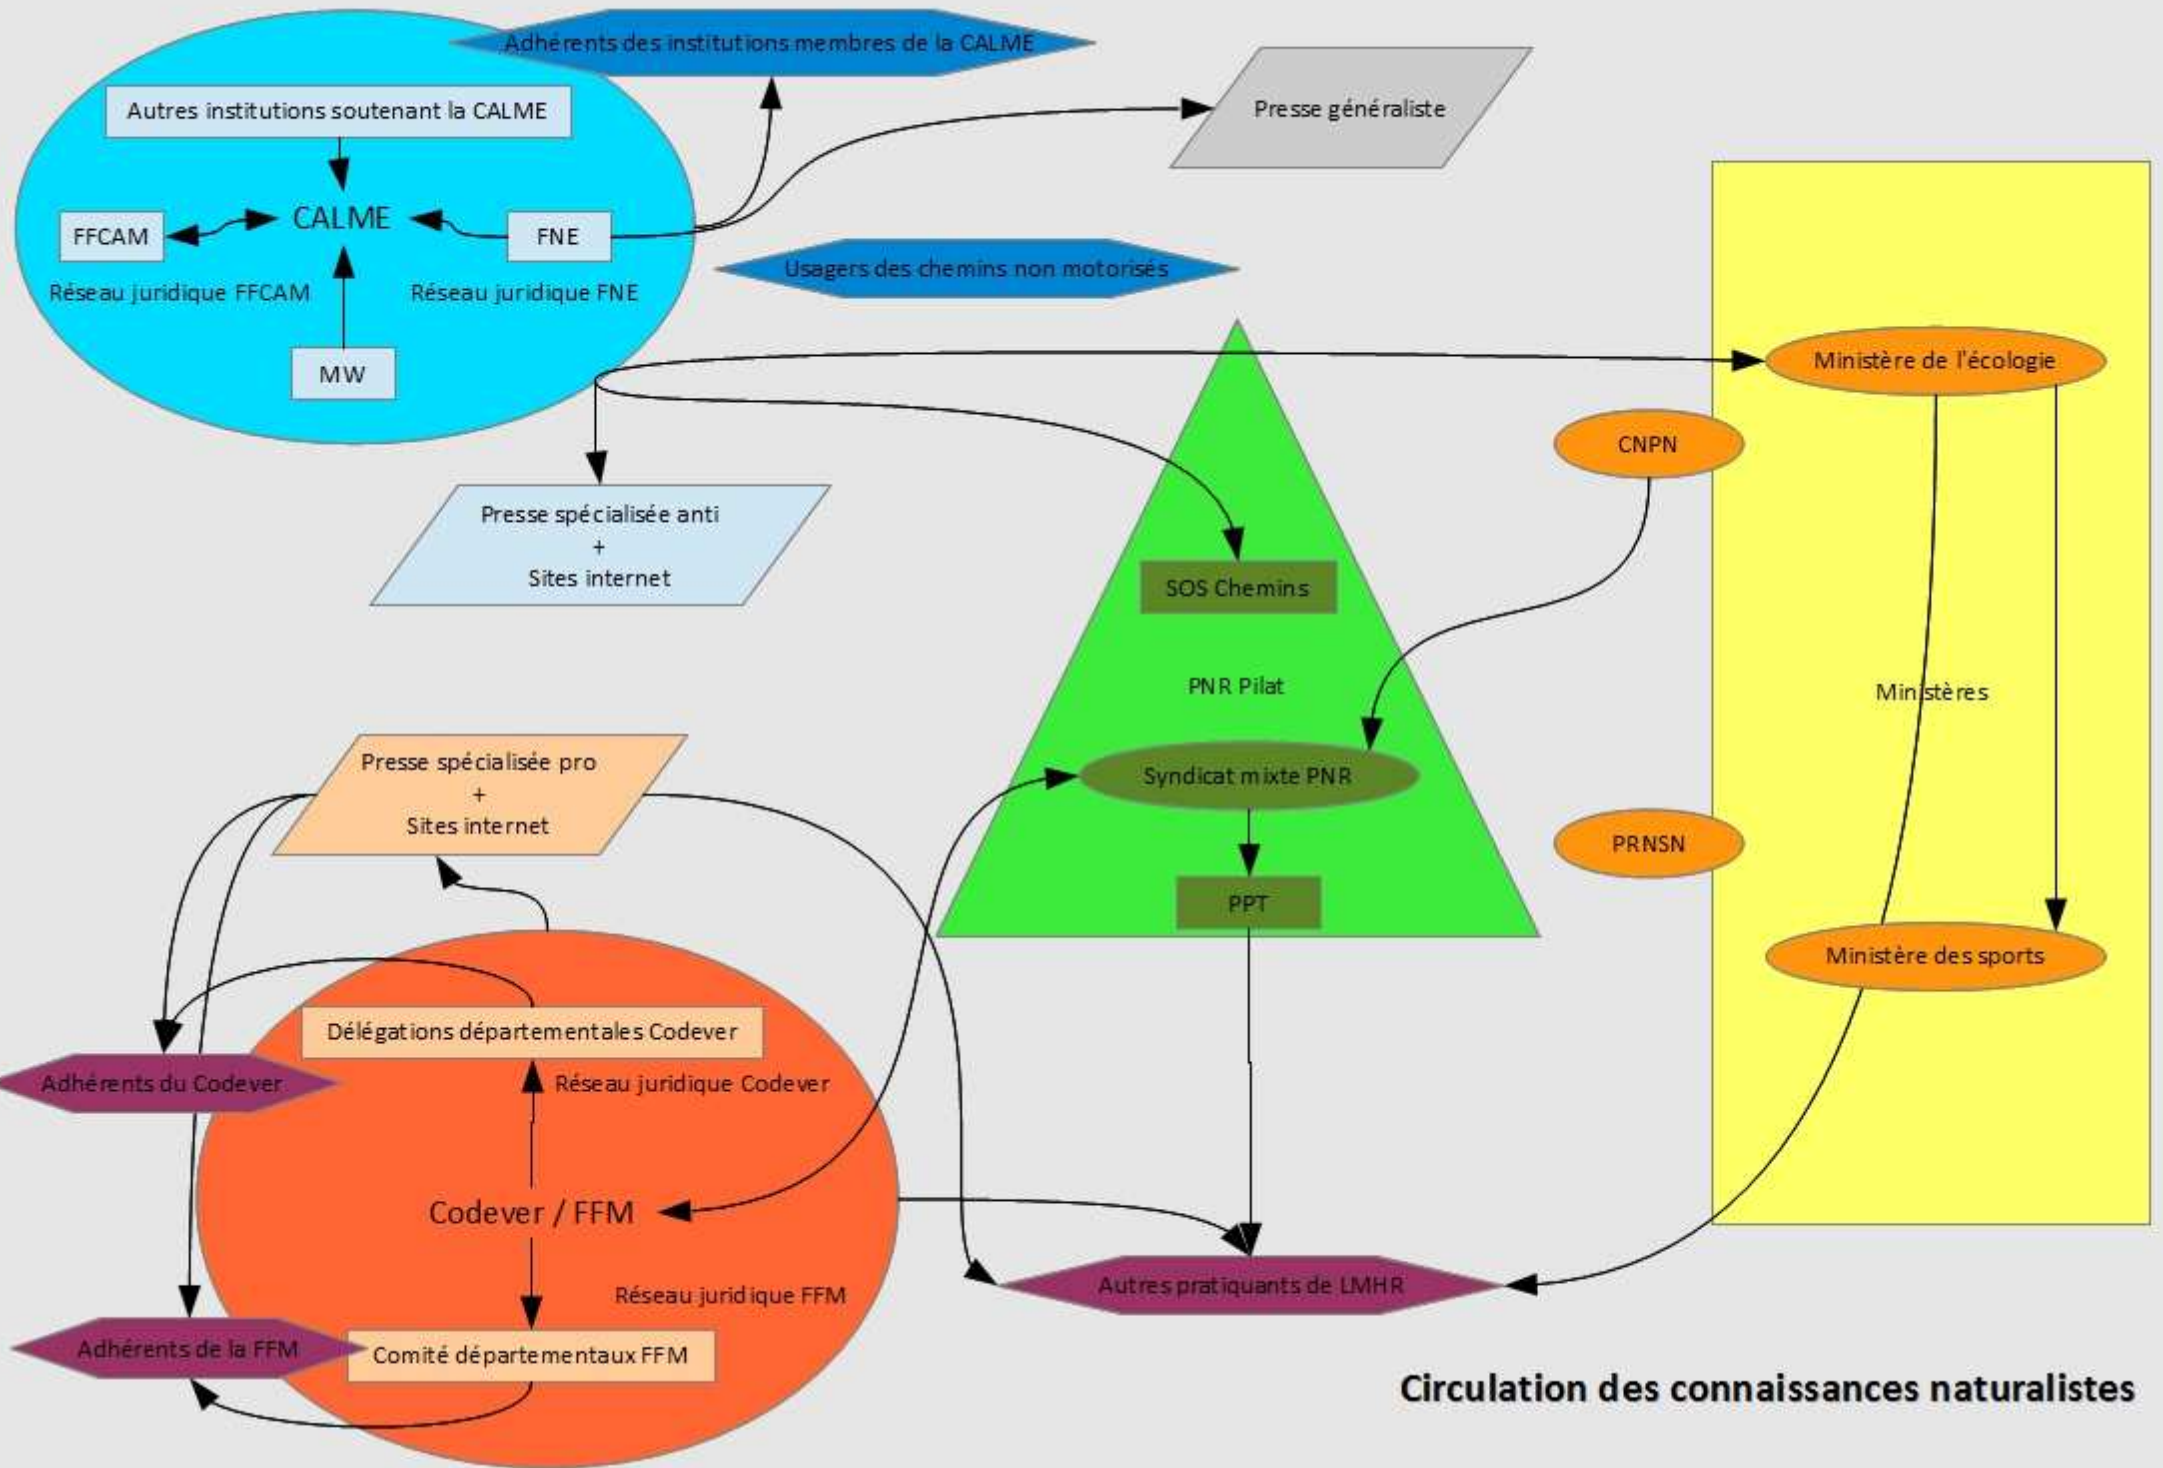 Adhérents des institutions membres de la CALME
Autres institutions soutenant la CALME
Presse généraliste
CALME
FFCAM
FNE
Usagers des chemins non motorisés
Réseau juridique FFCAM
Réseau juridique FNE
MW
Ministère de l'écologie
CNPN
Presse spécialisée anti
+
Sites internet
SOS Chemins
PNR Pilat
Ministères
Presse spécialisée pro
+
Sites internet
Syndicat mixte PNR
PRNSN
PPT
Ministère des sports
Délégations départementales Codever
Adhérents du Codever
Réseau juridique Codever
Codever / FFM
Autres pratiquants de LMHR
Réseau juridique FFM
Adhérents de la FFM
Comité départementaux FFM
Circulation des connaissances naturalistes